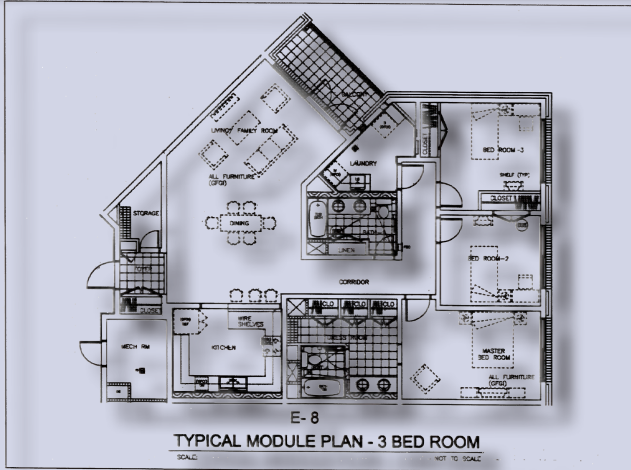 BALCONY
LIVING/ FAMILY ROOM
LAUNDRY
CLOSET
BED ROOM-3
SHELF (TYP)
ALL FURNITURE
(GFGI)
CLOSET
STORAGE
DINING
BATH
LINEN
BED ROOM-2
CORRIDOR
CLOSET
WIRE
SHELVES
CLO
CLO
CLO
MECH RM
KITCHEN
MASTER
BED ROOM
ALL FURNITURE
(GFGI)
E-8
TYPICAL MODULE PLAN - 3 BED ROOM
SCALE:
NOT TO SCALE